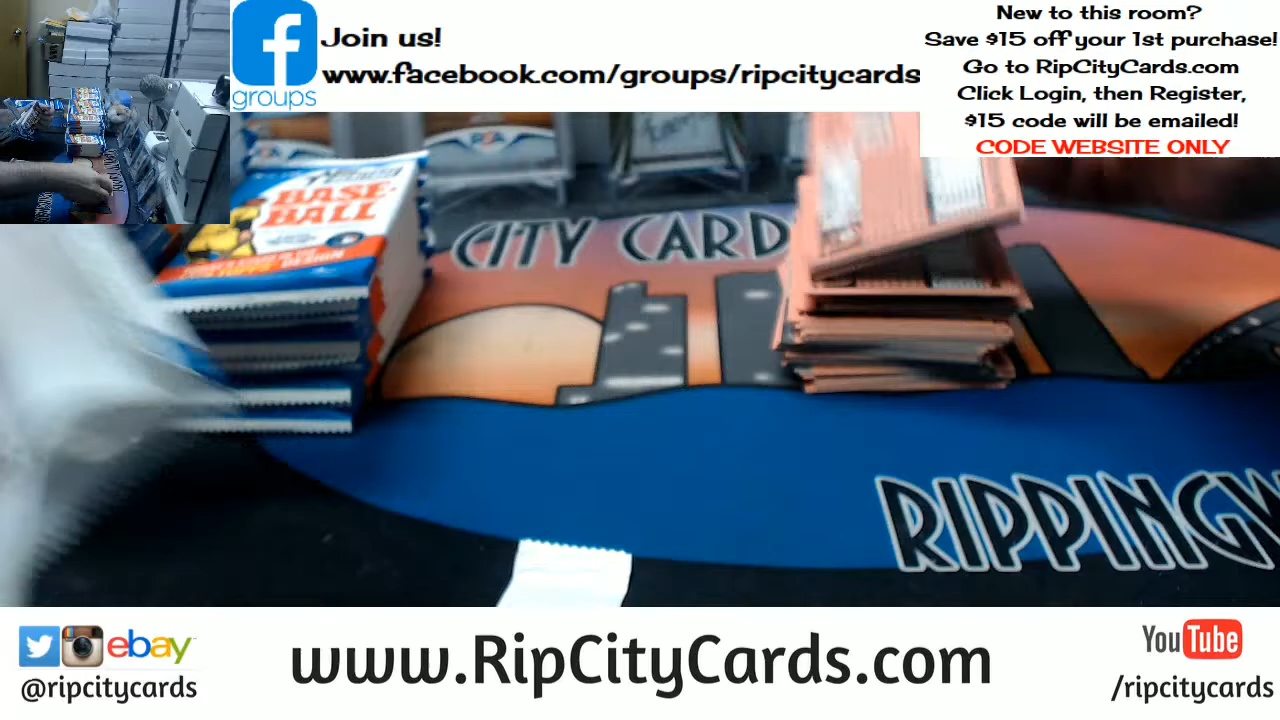 Join us!
www.facebook.com/groups/ripcitycards
groups
New to this room?
Save $15 off your 1st purchase!
Go to RipCityCards.com
Click Login, then Register,
$15 code will be emailed!
CODE WEBSITE ONLY
BASE-
BALL
DESIGN
CITY CARD
RIPPINGW
ebay
@ripcitycards
www.RipCityCards.com
YouTube
/ripcitycards